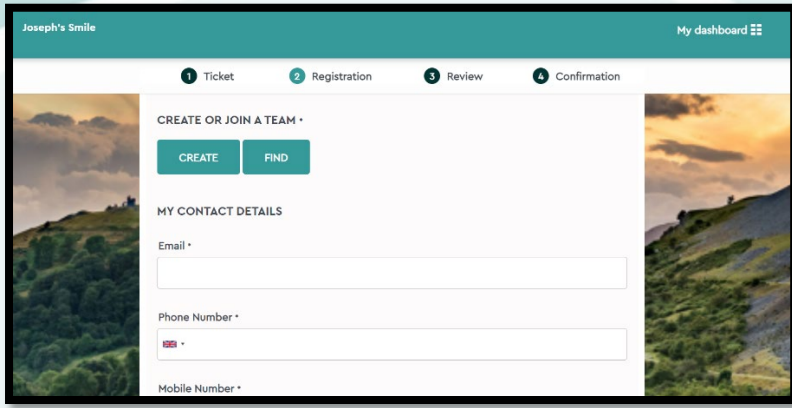 Joseph's Smile
My dashboard
1 Ticket 2 Registration 3 Review 4 Confirmation
CREATE OR JOIN A TEAM •
CREATE FIND
MY CONTACT DETAILS
Email •
Phone Number •
Mobile Number •